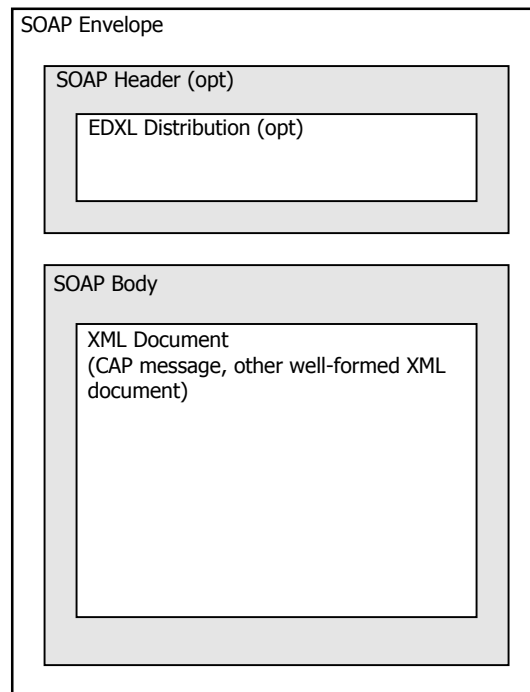 SOAP Envelope
SOAP Header (opt)
EDXL Distribution (opt)
SOAP Body
XML Document
(CAP message, other well-formed XML
document)